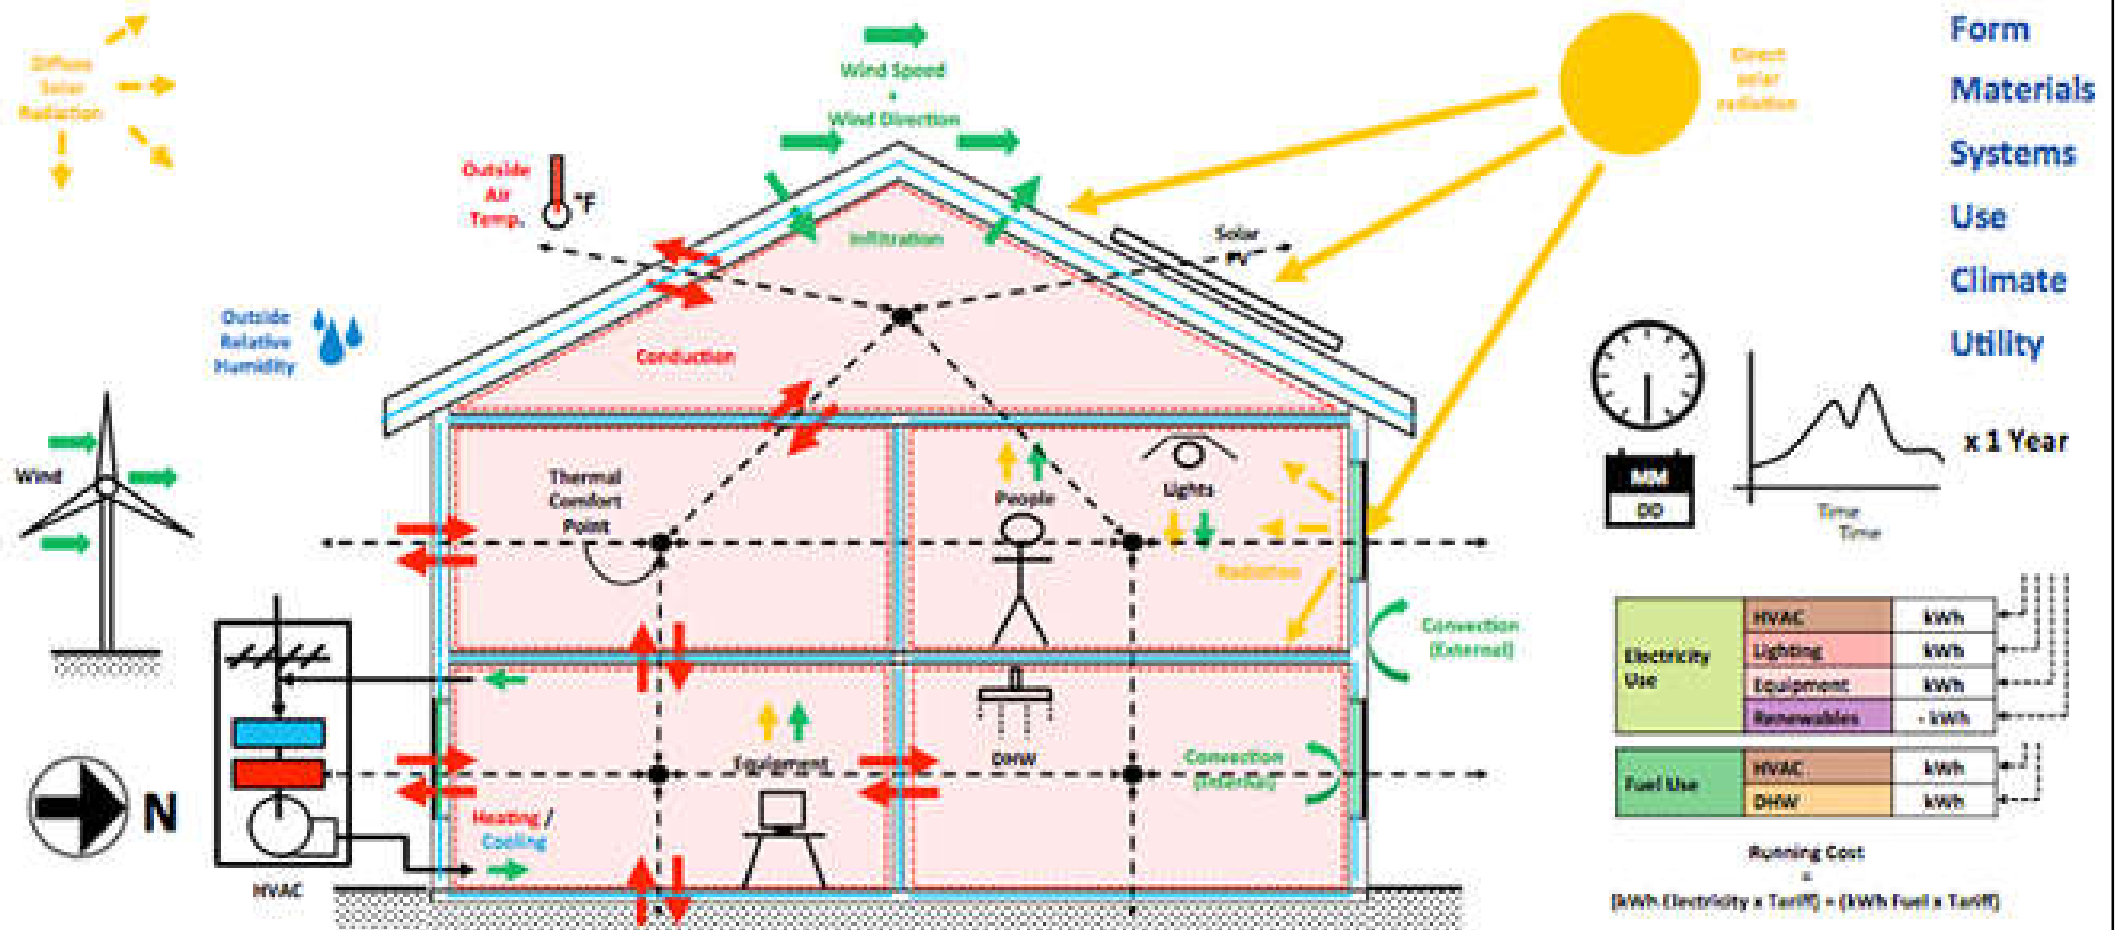 Diffuse
Solar
Radiation
Wind Speed
+
Wind Direction
Direct
solar
radiation
Form
Materials
Systems
Use
Climate
Utility
Outside
Air
Temp.
°F
Infiltration
Solar
PV
Outside
Relative
Humidity
Conduction
Wind
Thermal
Comfort
Point
People
Lights
Radiation
Convection
(External)
x 1 Year
MM
DD
Time
Time
Equipment
DHW
Convection
(Internal)
Heating /
Cooling
N
HVAC
Electricity
Use
HVAC kWh
Lighting kWh
Equipment kWh
Renewables - kWh
Fuel Use
HVAC kWh
DHW kWh
Running Cost
=
(kWh Electricity x Tariff) + (kWh Fuel x Tariff)